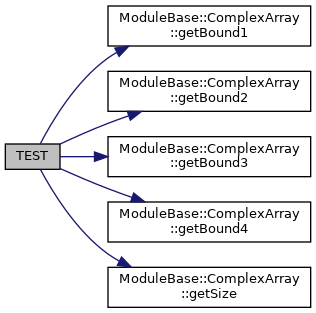 ModuleBase::ComplexArray
::getBound1
ModuleBase::ComplexArray
::getBound2
TEST
ModuleBase::ComplexArray
::getBound3
ModuleBase::ComplexArray
::getBound4
ModuleBase::ComplexArray
::getSize